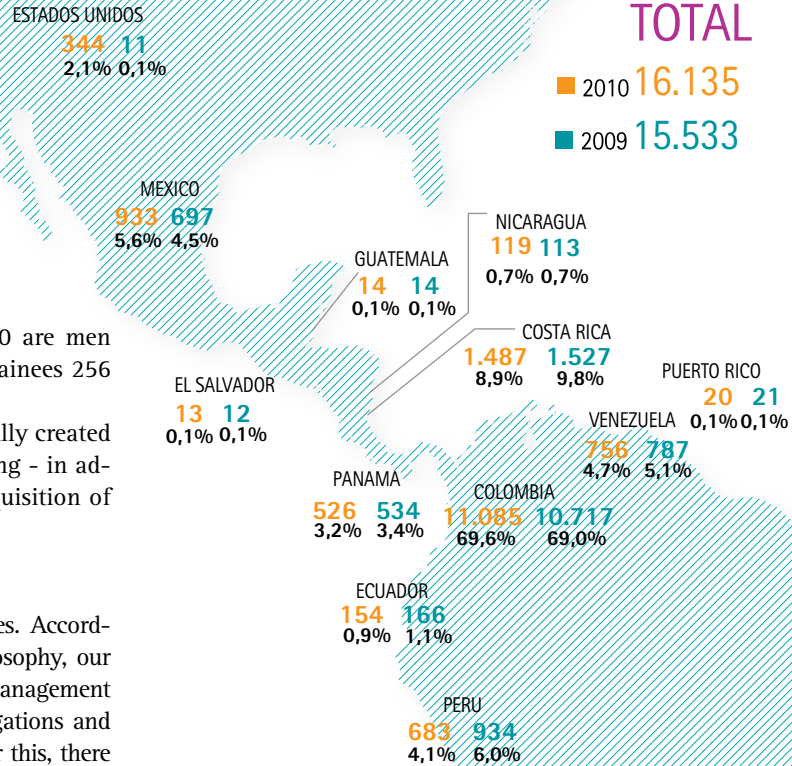 ESTADOS UNIDOS
344 11
2,1% 0,1%
TOTAL
2010 16.135
2009 15.533
MEXICO
933 697
5,6% 4,5%
NICARAGUA
119 113
0,7% 0,7%
GUATEMALA
14 14
0,1% 0,1%
COSTA RICA
1.487 1.527
8,9% 9,8%
EL SALVADOR
13 12
0,1% 0,1%
PUERTO RICO
20 21
0,1% 0,1%
VENEZUELA
756 787
4,7% 5,1%
PANAMA
526 534
3,2% 3,4%
COLOMBIA
11.085 10.717
69,6% 69,0%
ECUADOR
154 166
0,9% 1,1%
PERU
683 934
4,1% 6,0%
0 are men
ainees 256
lly created
ng - in ad-
quisition of
es. Accord-
osophy, our
anagement
gations and
r this, there